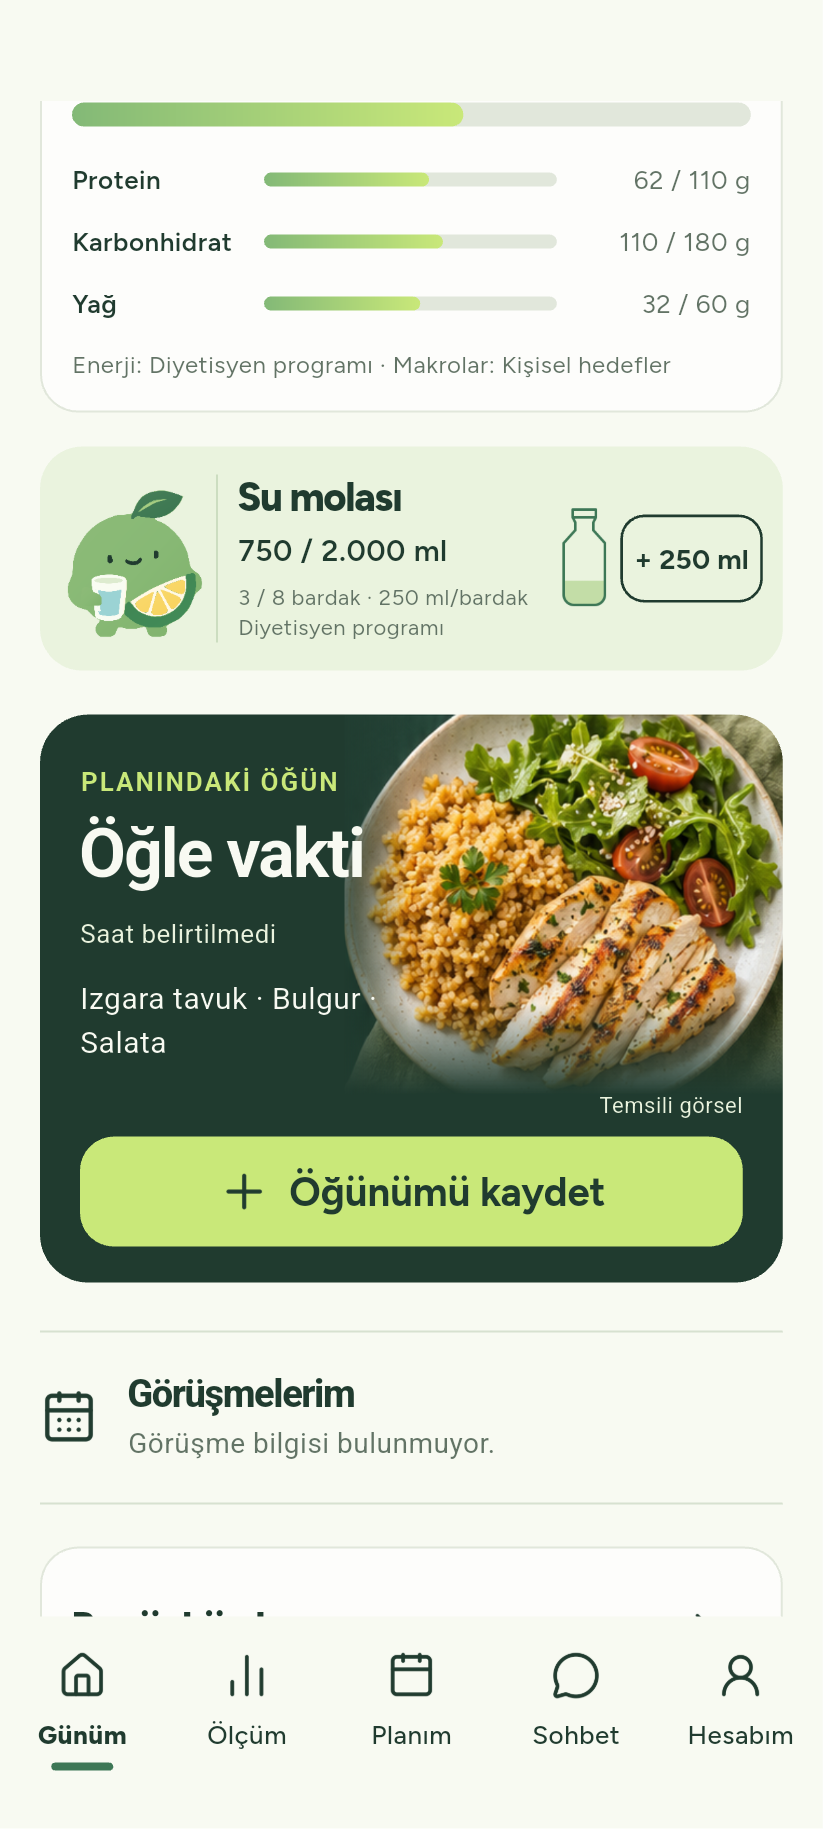 Protein
62 / 110 g
Karbonhidrat
110 / 180 g
Yağ
32 / 60 g
Enerji: Diyetisyen programı · Makrolar: Kişisel hedefler
Su molası
750 / 2.000 ml
3 / 8 bardak · 250 ml/bardak
Diyetisyen programı
+ 250 ml
PLANINDAKİ ÖĞÜN
Öğle vakti
Saat belirtilmedi
Izgara tavuk · Bulgur ·
Salata
Temsili görsel
+ Öğünümü kaydet
Görüşmelerim
Görüşme bilgisi bulunmuyor.
Günüm
Ölçüm
Planım
Sohbet
Hesabım